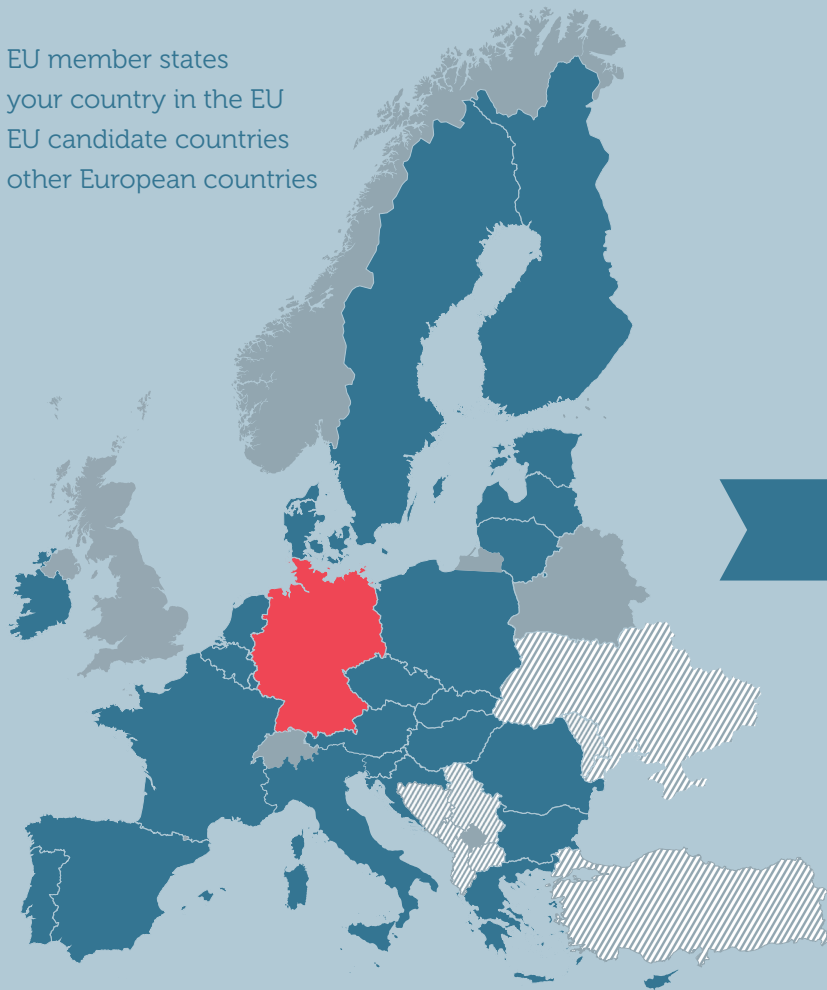 EU member states
your country in the EU
EU candidate countries
other European countries